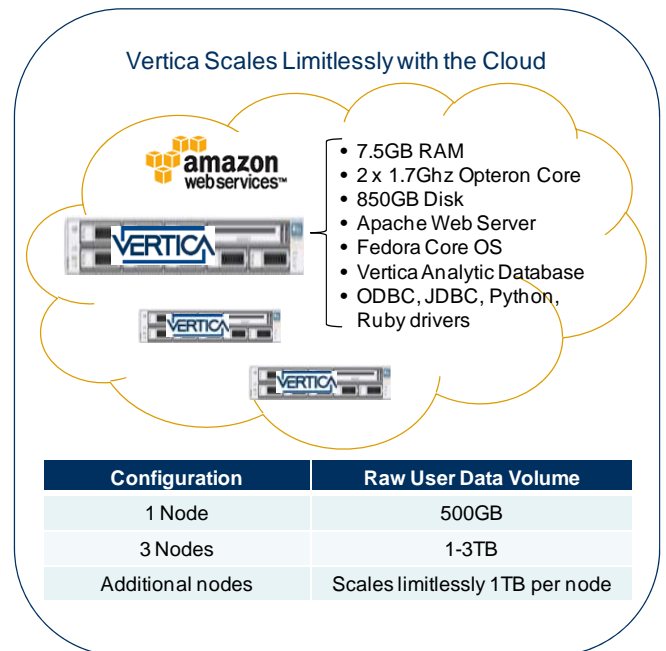 Vertica Scales Limitlessly with the Cloud
amazon
webservices™
• 7.5GB RAM
• 2 x 1.7Ghz Opteron Core
• 850GB Disk
• Apache Web Server
• Fedora Core OS
• Vertica Analytic Database
• ODBC, JDBC, Python,
Ruby drivers
VERTICA
VERTICA
VERTICA
Configuration Raw User Data Volume
1 Node 500GB
3 Nodes 1-3TB
Additional nodes Scales limitlessly 1TB per node